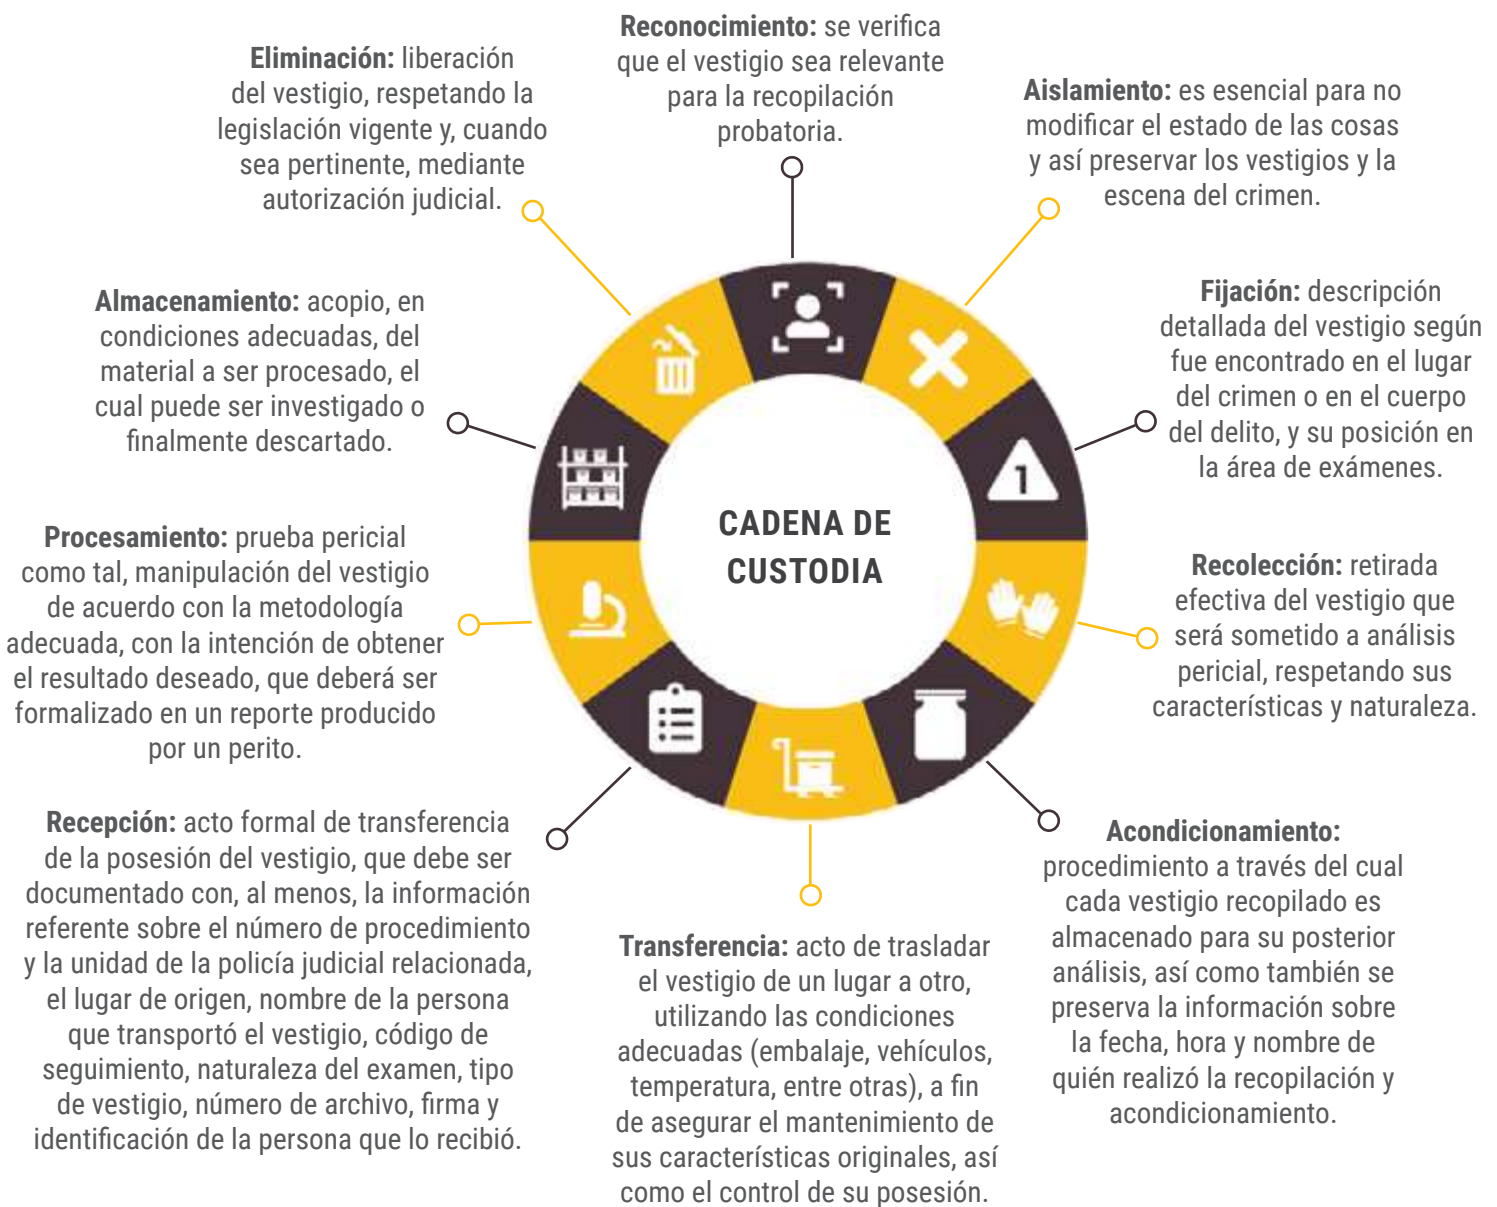 Reconocimiento: se verifica
que el vestigio sea relevante
para la recopilación
probatoria.
Aislamiento: es esencial para no
modificar el estado de las cosas
y así preservar los vestigios y la
escena del crimen.
Fijación: descripción
detallada del vestigio según
fue encontrado en el lugar
del crimen o en el cuerpo
del delito, y su posición en
la área de exámenes.
1
Recolección: retirada
efectiva del vestigio que
será sometido a análisis
pericial, respetando sus
características y naturaleza.
Acondicionamiento:
procedimiento a través del cual
cada vestigio recopilado es
almacenado para su posterior
análisis, así como también se
preserva la información sobre
la fecha, hora y nombre de
quién realizó la recopilación y
acondicionamiento.
Transferencia: acto de trasladar
el vestigio de un lugar a otro,
utilizando las condiciones
adecuadas (embalaje, vehículos,
temperatura, entre otras), a fin
de asegurar el mantenimiento de
sus características originales, así
como el control de su posesión.
Recepción: acto formal de transferencia
de la posesión del vestigio, que debe ser
documentado con, al menos, la información
referente sobre el número de procedimiento
y la unidad de la policía judicial relacionada,
el lugar de origen, nombre de la persona
que transportó el vestigio, código de
seguimiento, naturaleza del examen, tipo
de vestigio, número de archivo, firma y
identificación de la persona que lo recibió.
Procesamiento: prueba pericial
como tal, manipulación del vestigio
de acuerdo con la metodología
adecuada, con la intención de obtener
el resultado deseado, que deberá ser
formalizado en un reporte producido
por un perito.
Almacenamiento: acopio, en
condiciones adecuadas, del
material a ser procesado, el
cual puede ser investigado o
finalmente descartado.
Eliminación: liberación
del vestigio, respetando la
legislación vigente y, cuando
sea pertinente, mediante
autorización judicial.
CADENA DE
CUSTODIA